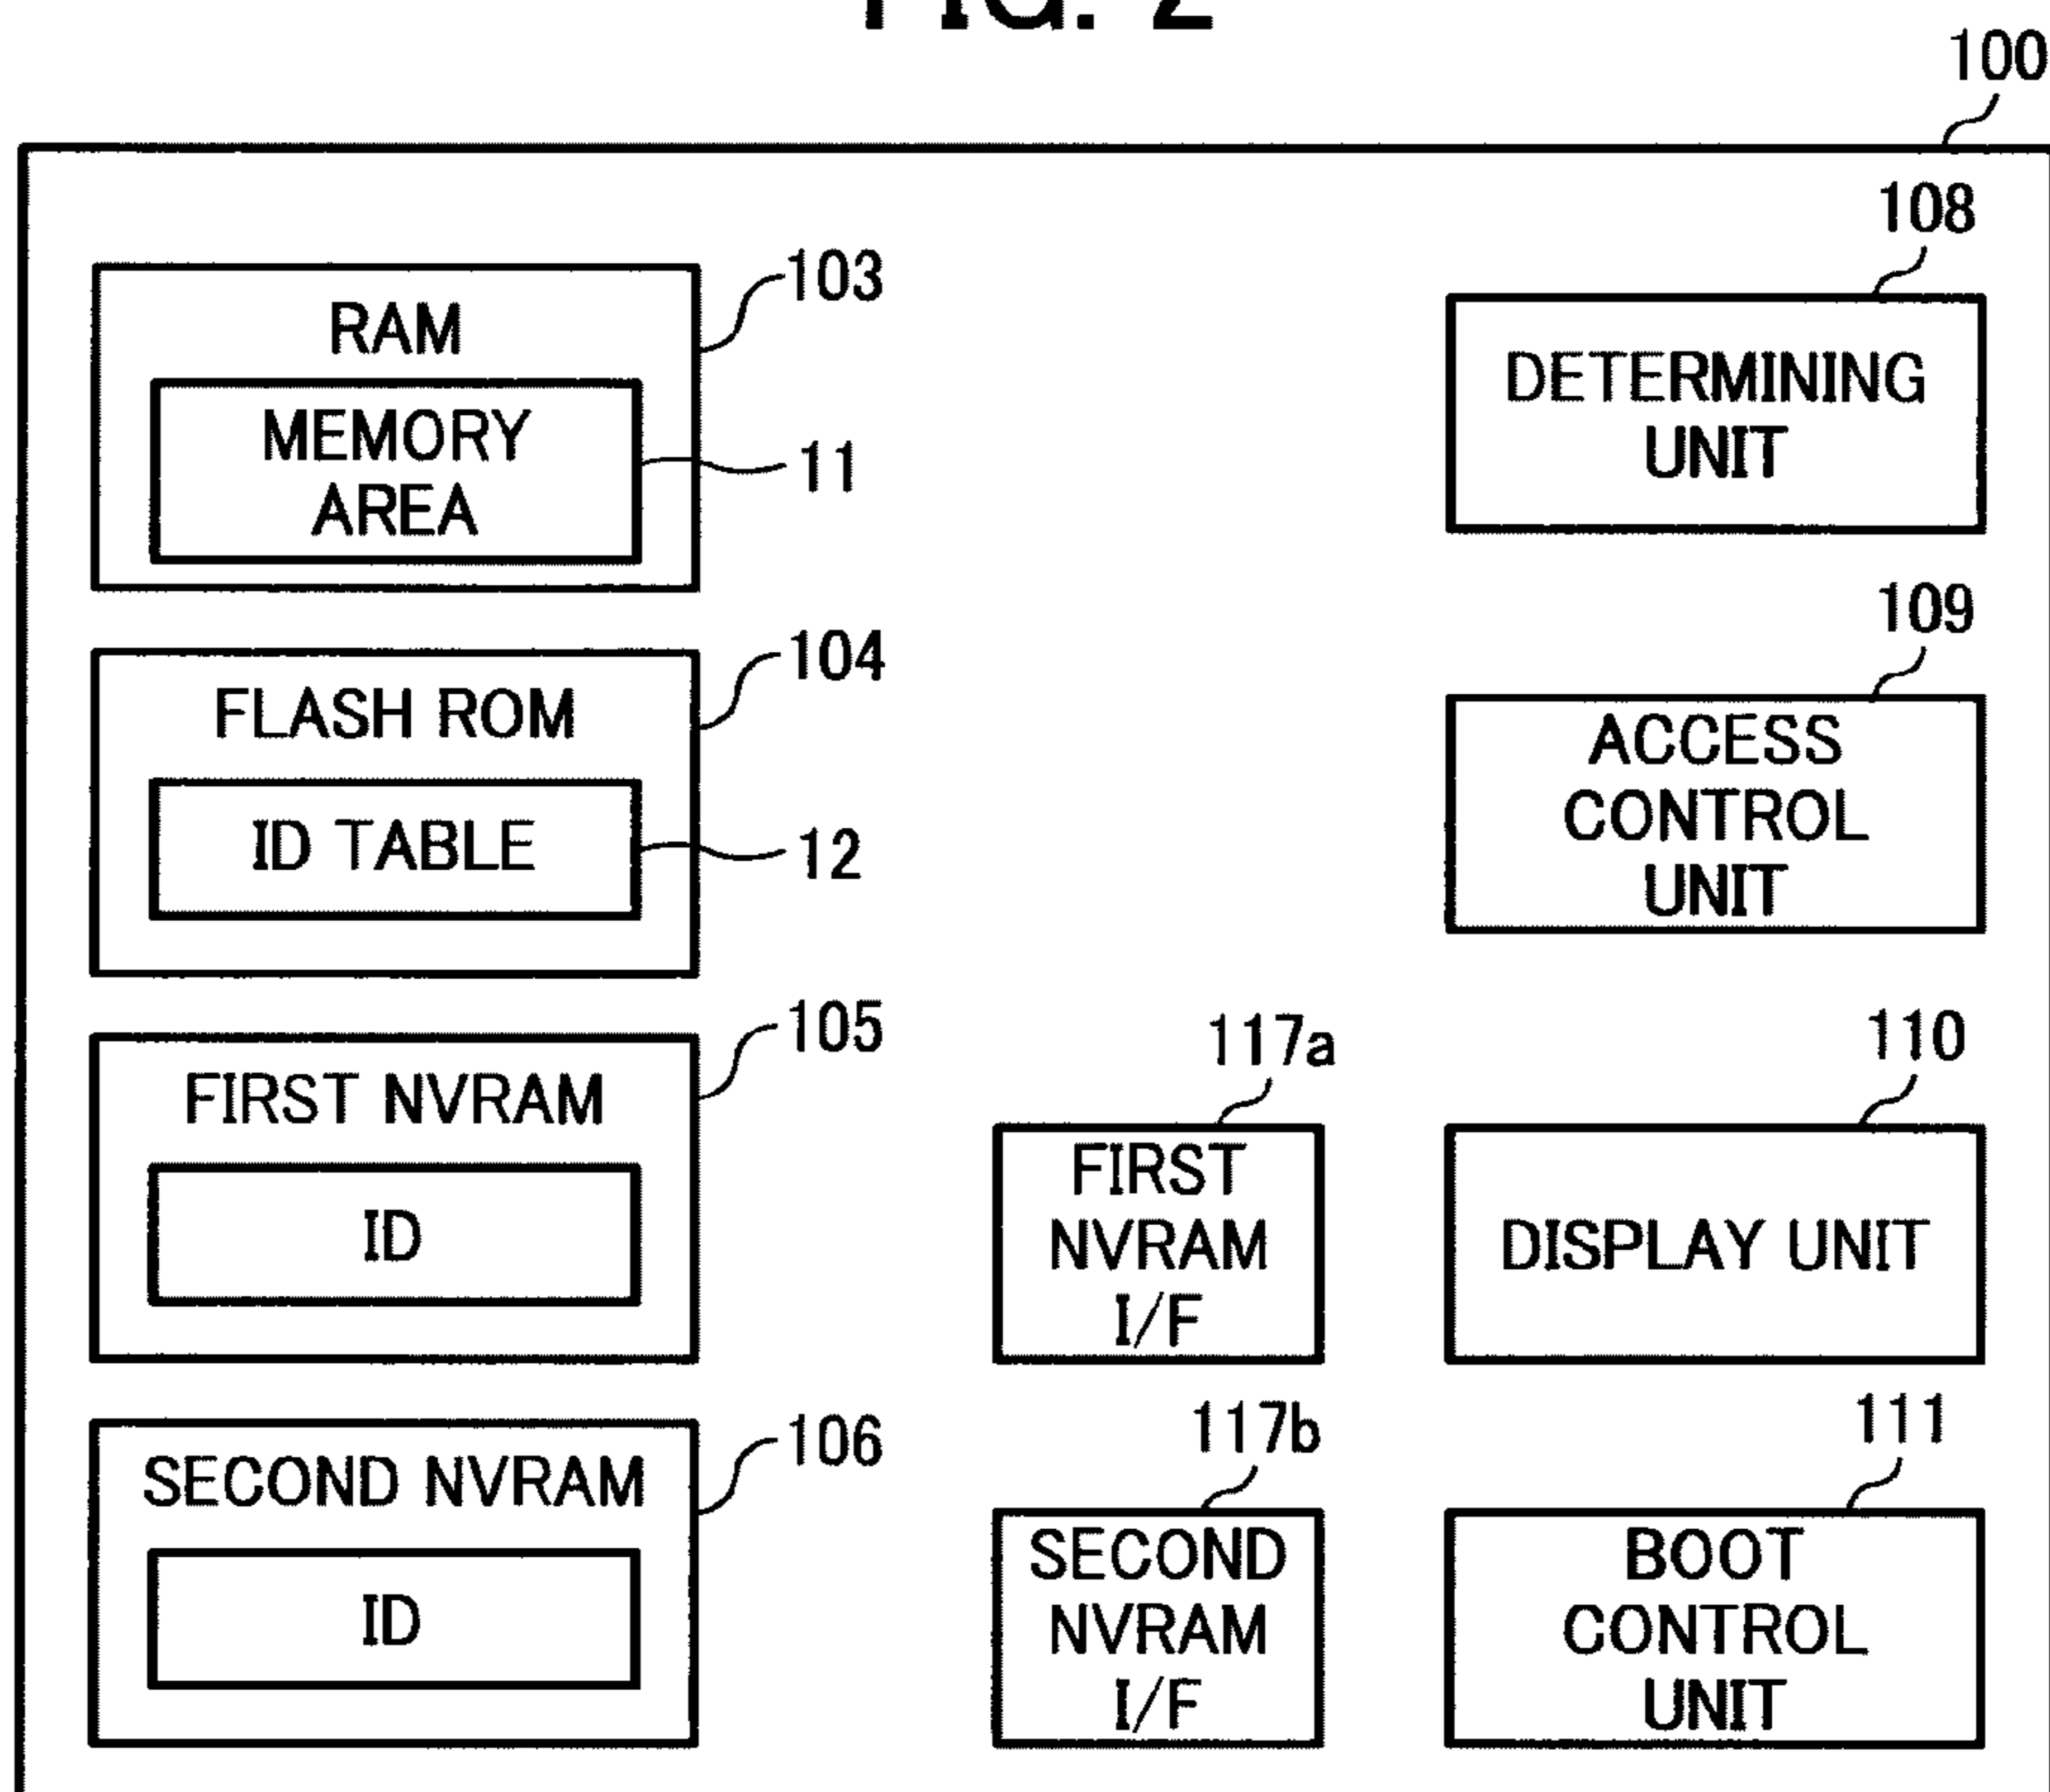 FIG. 2
100
108
103
RAM
MEMORY
AREA
11
DETERMINING
UNIT
109
104
FLASH ROM
ID TABLE
12
ACCESS
CONTROL
UNIT
105
FIRST NVRAM
ID
117a
FIRST
NVRAM
I/F
110
DISPLAY UNIT
106
SECOND NVRAM
ID
117b
SECOND
NVRAM
I/F
111
BOOT
CONTROL
UNIT